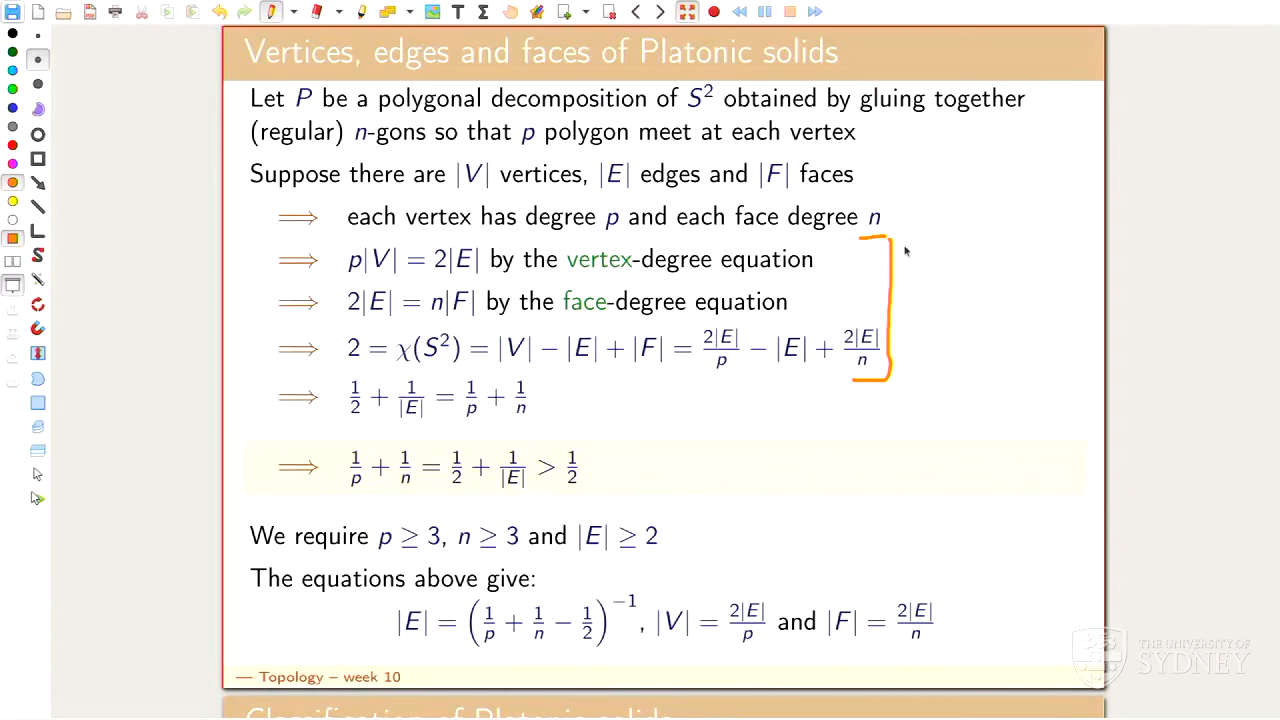 Vertices, edges and faces of Platonic solids
Let P be a polygonal decomposition of S² obtained by gluing together
(regular) n-gons so that p polygon meet at each vertex
Suppose there are |V| vertices, |E| edges and |F| faces
⟹ each vertex has degree p and each face degree n
⟹ p|V| = 2|E| by the vertex-degree equation
⟹ 2|E| = n|F| by the face-degree equation
⟹ 2 = χ(S²) = |V| − |E| + |F| = 2|E|/p − |E| + 2|E|/n
⟹ 1/2 + 1/|E| = 1/p + 1/n
⟹ 1/p + 1/n = 1/2 + 1/|E| > 1/2
We require p ≥ 3, n ≥ 3 and |E| ≥ 2
The equations above give:
|E| = (1/p + 1/n − 1/2)⁻¹, |V| = 2|E|/p and |F| = 2|E|/n
THE UNIVERSITY OF
SYDNEY
— Topology – week 10
Classification of Platonic solids